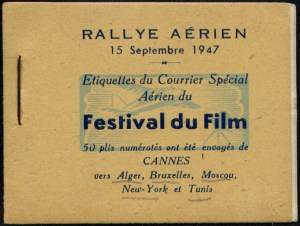 RALLYE AÉRIEN
15 Septembre 1947
Etiquettes du Courrier Spécial
Aérien du
Festival du Film
50 plis numérotés ont été envoyés de
CANNES
vers Alger, Bruxelles, Moscou,
New-York et Tunis